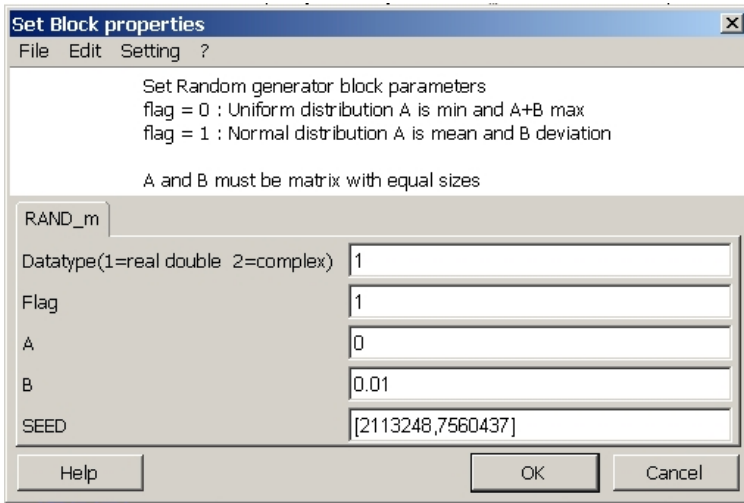 Set Block properties
File Edit Setting ?
Set Random generator block parameters
flag = 0 : Uniform distribution A is min and A+B max
flag = 1 : Normal distribution A is mean and B deviation
A and B must be matrix with equal sizes
RAND_m
Datatype(1=real double 2=complex) 1
Flag 1
A 0
B 0.01
SEED [2113248,7560437]
Help OK Cancel